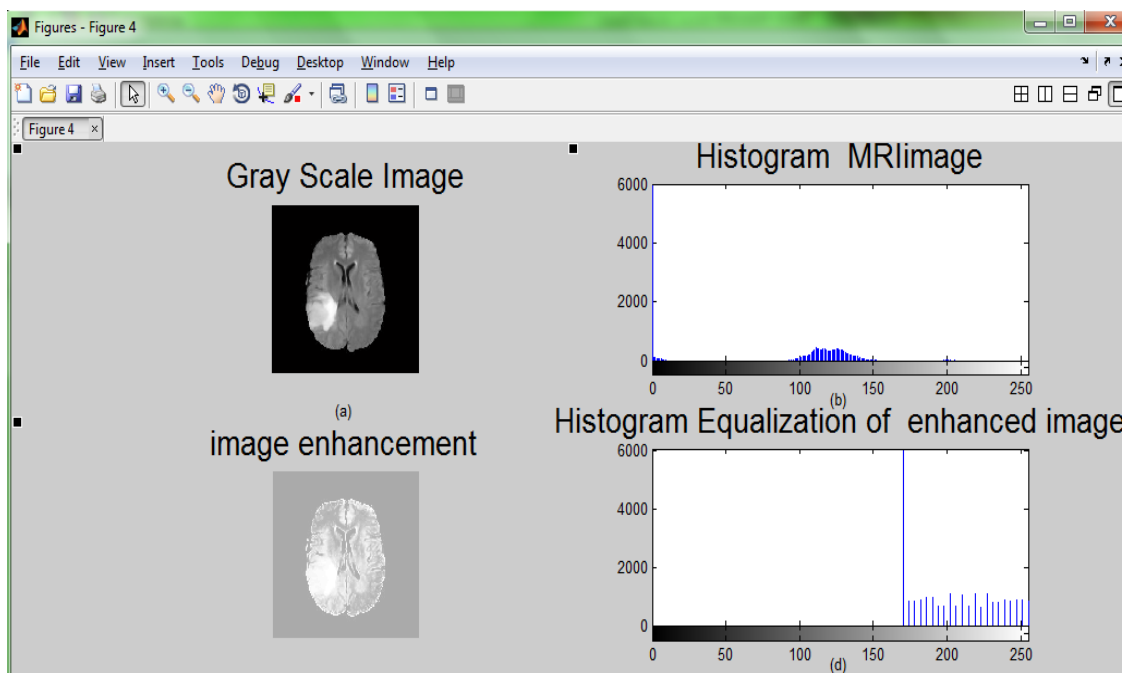 Figures - Figure 4
File Edit View Insert Tools Debug Desktop Window Help
Figure 4
Gray Scale Image
(a)
Histogram MRIimage
6000
4000
2000
0
0 50 100 150 200 250
(b)
image enhancement
Histogram Equalization of enhanced image
6000
4000
2000
0
0 50 100 150 200 250
(d)